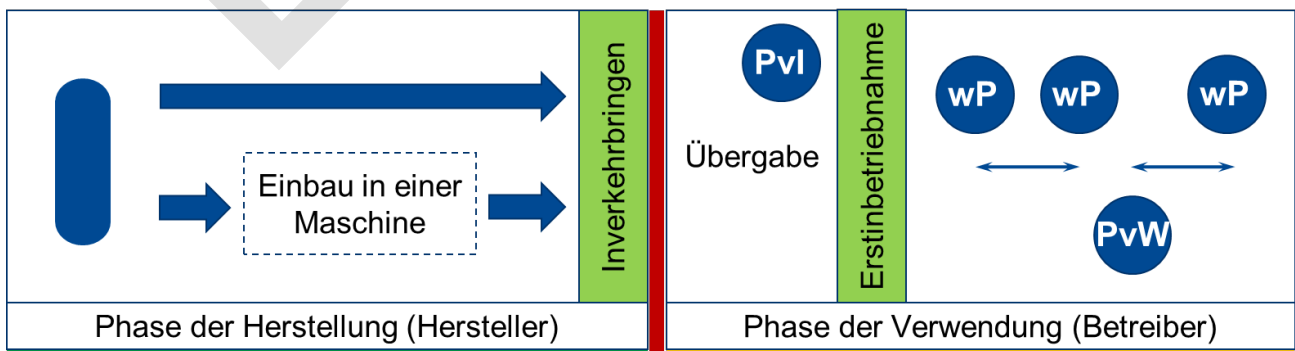 Einbau in einer
Maschine
Inverkehrbringen
Phase der Herstellung (Hersteller)
PvI
Übergabe
Erstinbetriebnahme
wP
wP
wP
PvW
Phase der Verwendung (Betreiber)